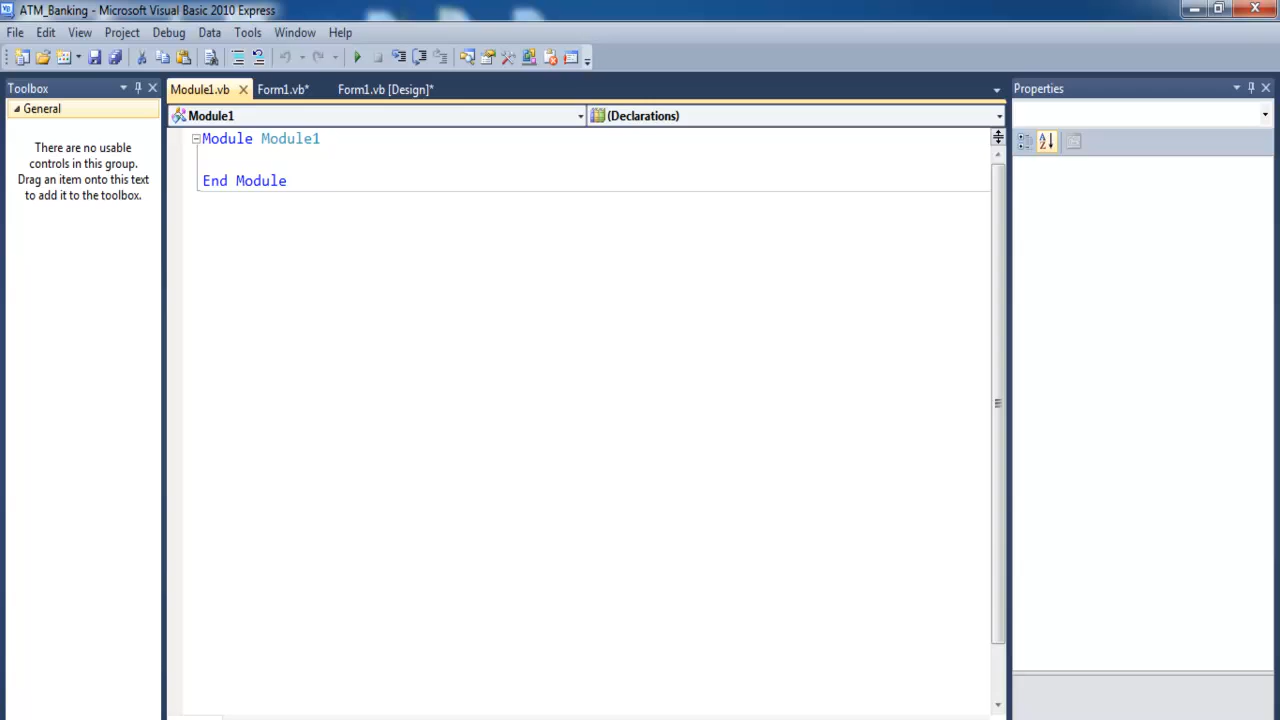 ATM_Banking - Microsoft Visual Basic 2010 Express
File Edit View Project Debug Data Tools Window Help
Toolbox
General
There are no usable
controls in this group.
Drag an item onto this text
to add it to the toolbox.
Module1.vb Form1.vb* Form1.vb [Design]*
Module1 (Declarations)
Module Module1
End Module
Properties